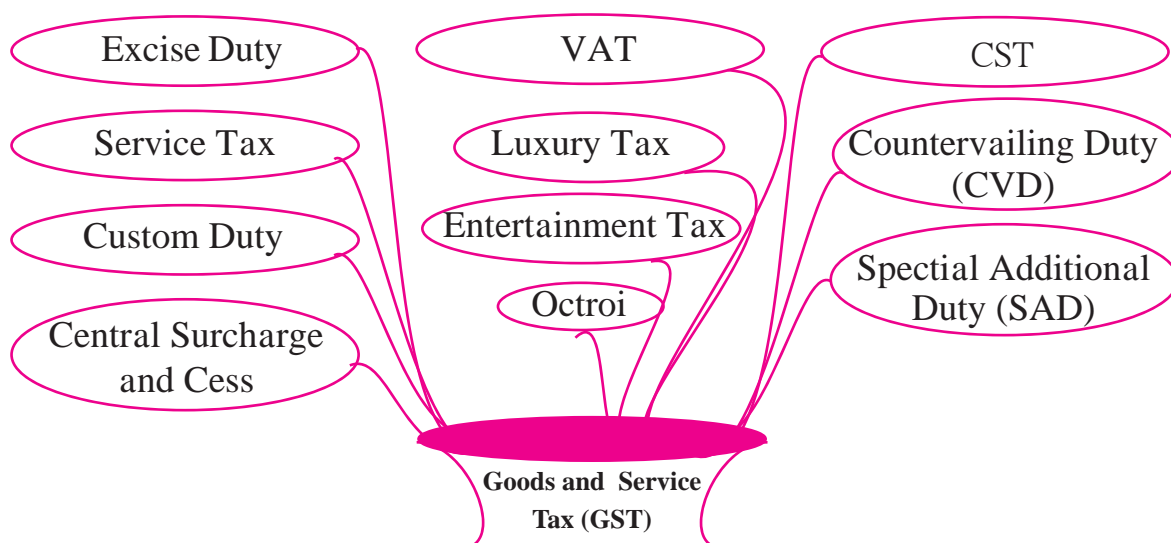 Excise Duty
Service Tax
Custom Duty
Central Surcharge
and Cess
VAT
Luxury Tax
Entertainment Tax
Octroi
CST
Countervailing Duty
(CVD)
Spectial Additional
Duty (SAD)
Goods and Service
Tax (GST)